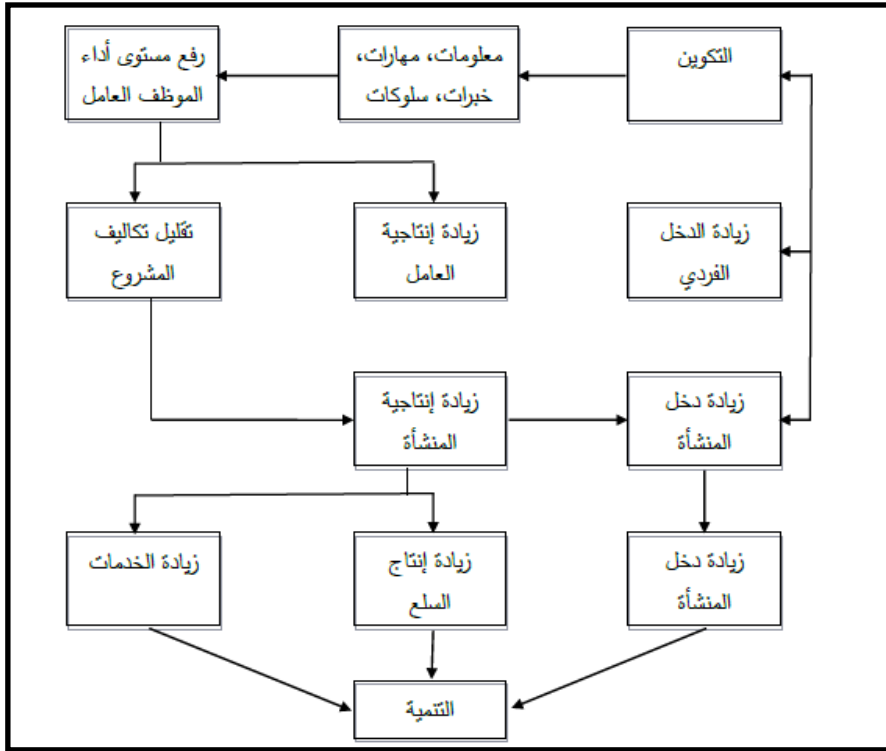 التكوين
معلومات، مهارات،
خبرات، سلوكات
رفع مستوى أداء
الموظف العامل
زيادة الدخل
الفردي
زيادة إنتاجية
العامل
تقليل تكاليف
المشروع
زيادة دخل
المنشأة
زيادة إنتاجية
المنشأة
زيادة دخل
المنشأة
زيادة إنتاج
السلع
زيادة الخدمات
التنمية